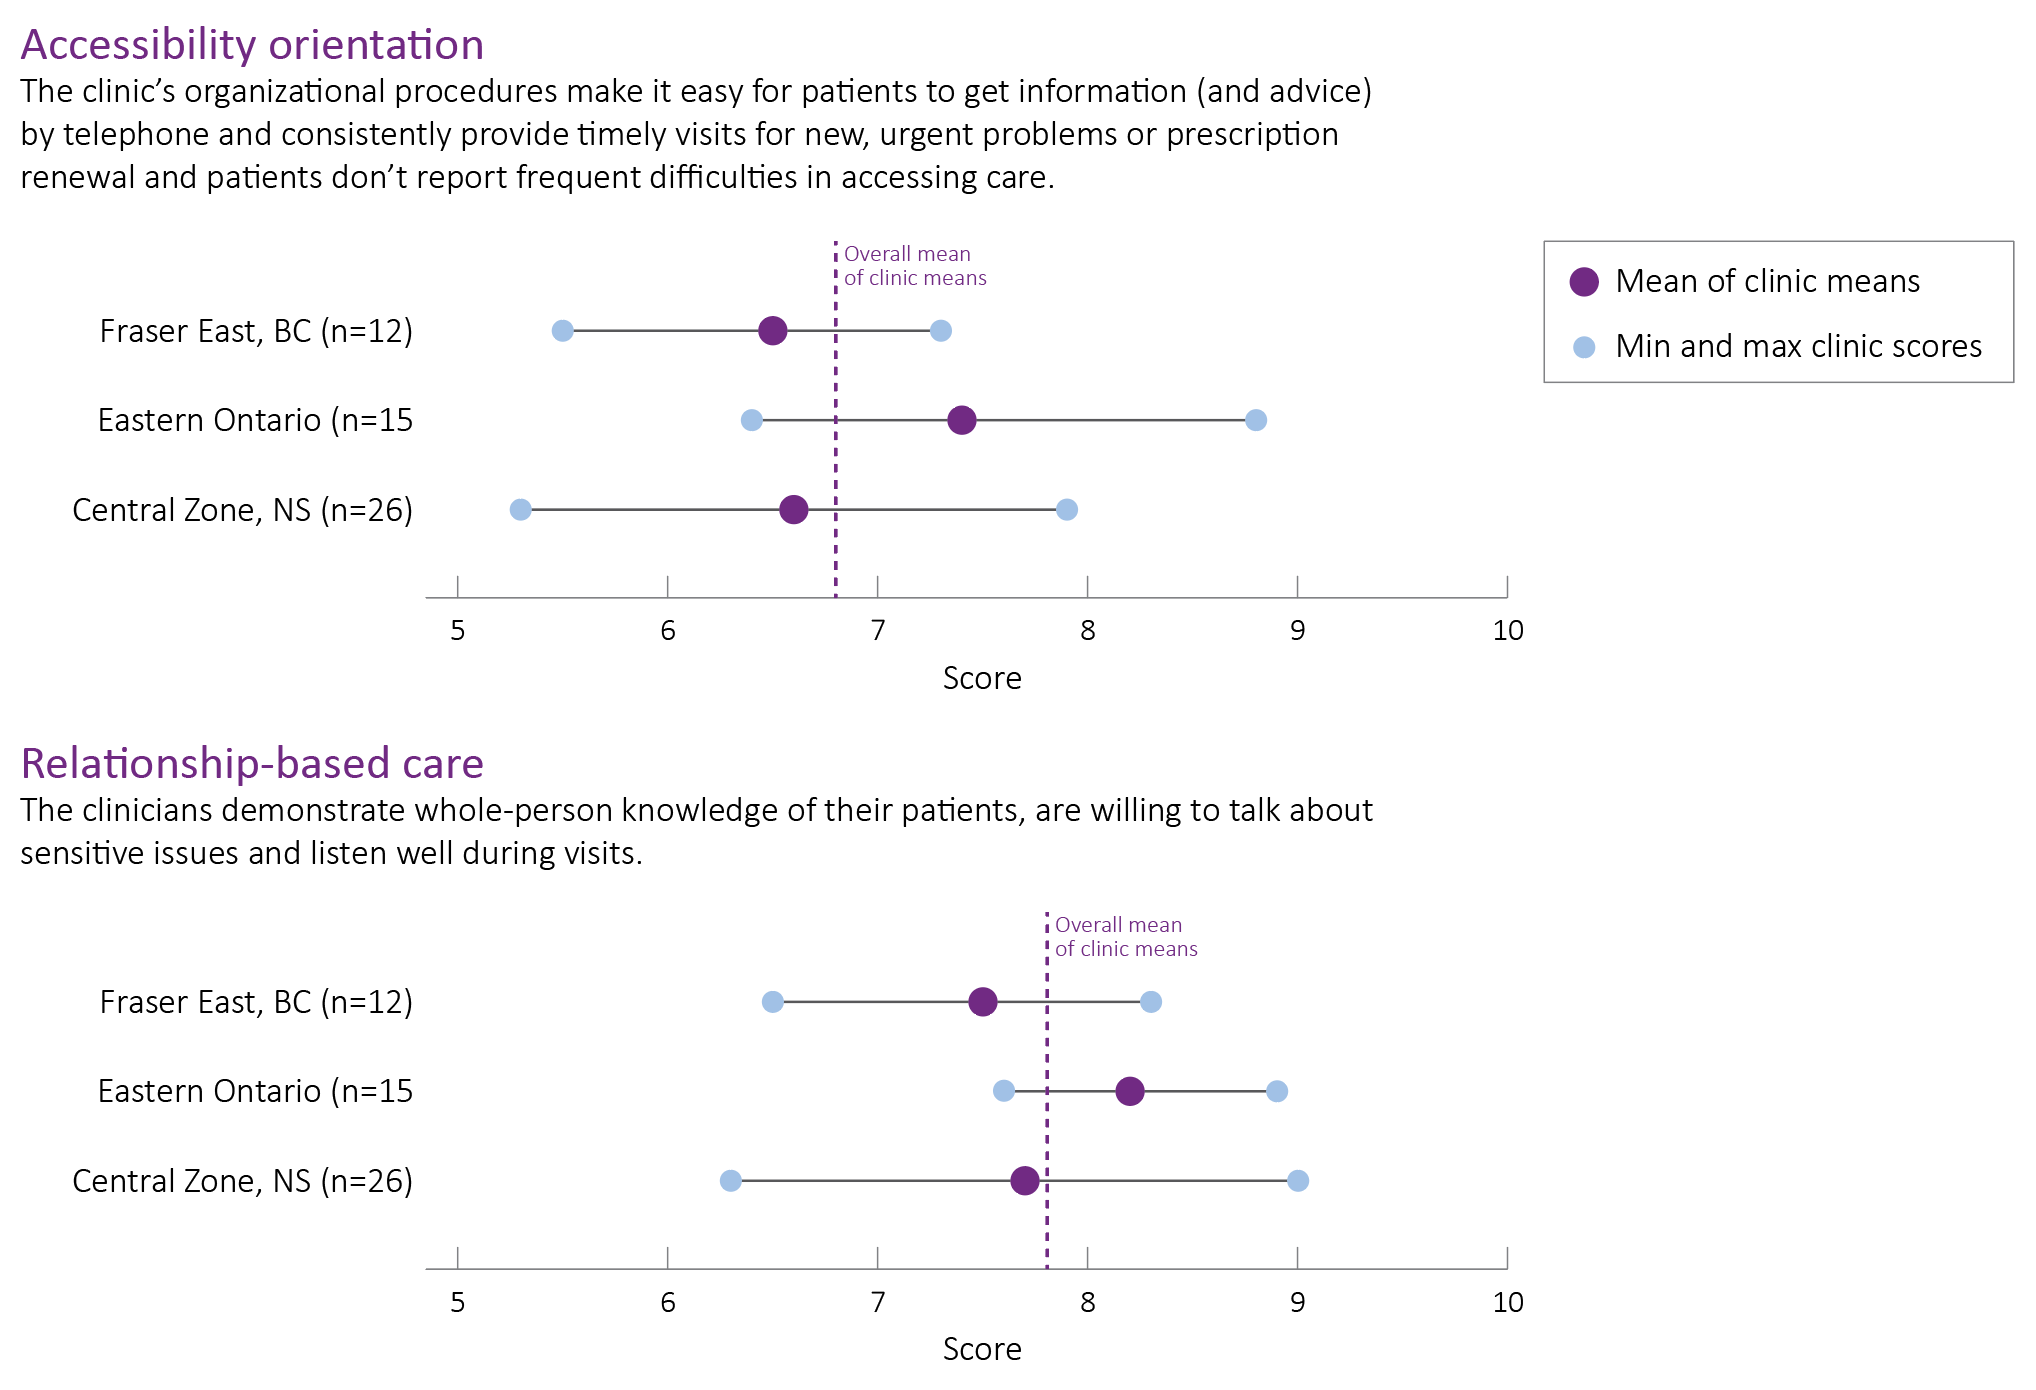 Accessibility orientation
The clinic’s organizational procedures make it easy for patients to get information (and advice)
by telephone and consistently provide timely visits for new, urgent problems or prescription
renewal and patients don’t report frequent difficulties in accessing care.
Overall mean
of clinic means
Mean of clinic means
Min and max clinic scores
Fraser East, BC (n=12)
Eastern Ontario (n=15
Central Zone, NS (n=26)
5 6 7 8 9 10
Score
Relationship-based care
The clinicians demonstrate whole-person knowledge of their patients, are willing to talk about
sensitive issues and listen well during visits.
Overall mean
of clinic means
Fraser East, BC (n=12)
Eastern Ontario (n=15
Central Zone, NS (n=26)
5 6 7 8 9 10
Score